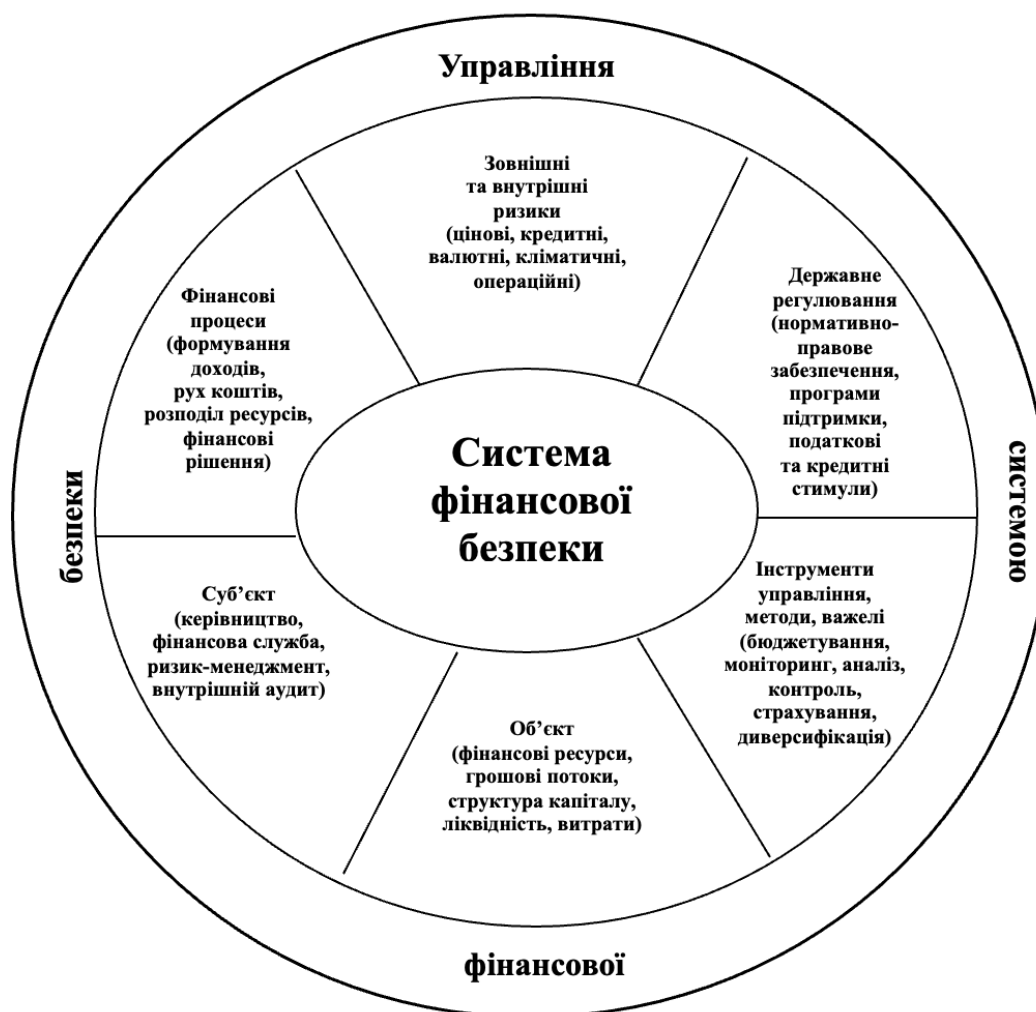 Управління
системою
фінансової
безпеки
Зовнішні
та внутрішні
ризики
(цінові, кредитні,
валютні, кліматичні,
операційні)
Державне
регулювання
(нормативно-
правове
забезпечення,
програми
підтримки,
податкові
та кредитні
стимули)
Інструменти
управління,
методи, важелі
(бюджетування,
моніторинг, аналіз,
контроль,
страхування,
диверсифікація)
Об’єкт
(фінансові ресурси,
грошові потоки,
структура капіталу,
ліквідність, витрати)
Суб’єкт
(керівництво,
фінансова служба,
ризик-менеджмент,
внутрішній аудит)
Фінансові
процеси
(формування
доходів,
рух коштів,
розподіл ресурсів,
фінансові
рішення)
Система
фінансової
безпеки